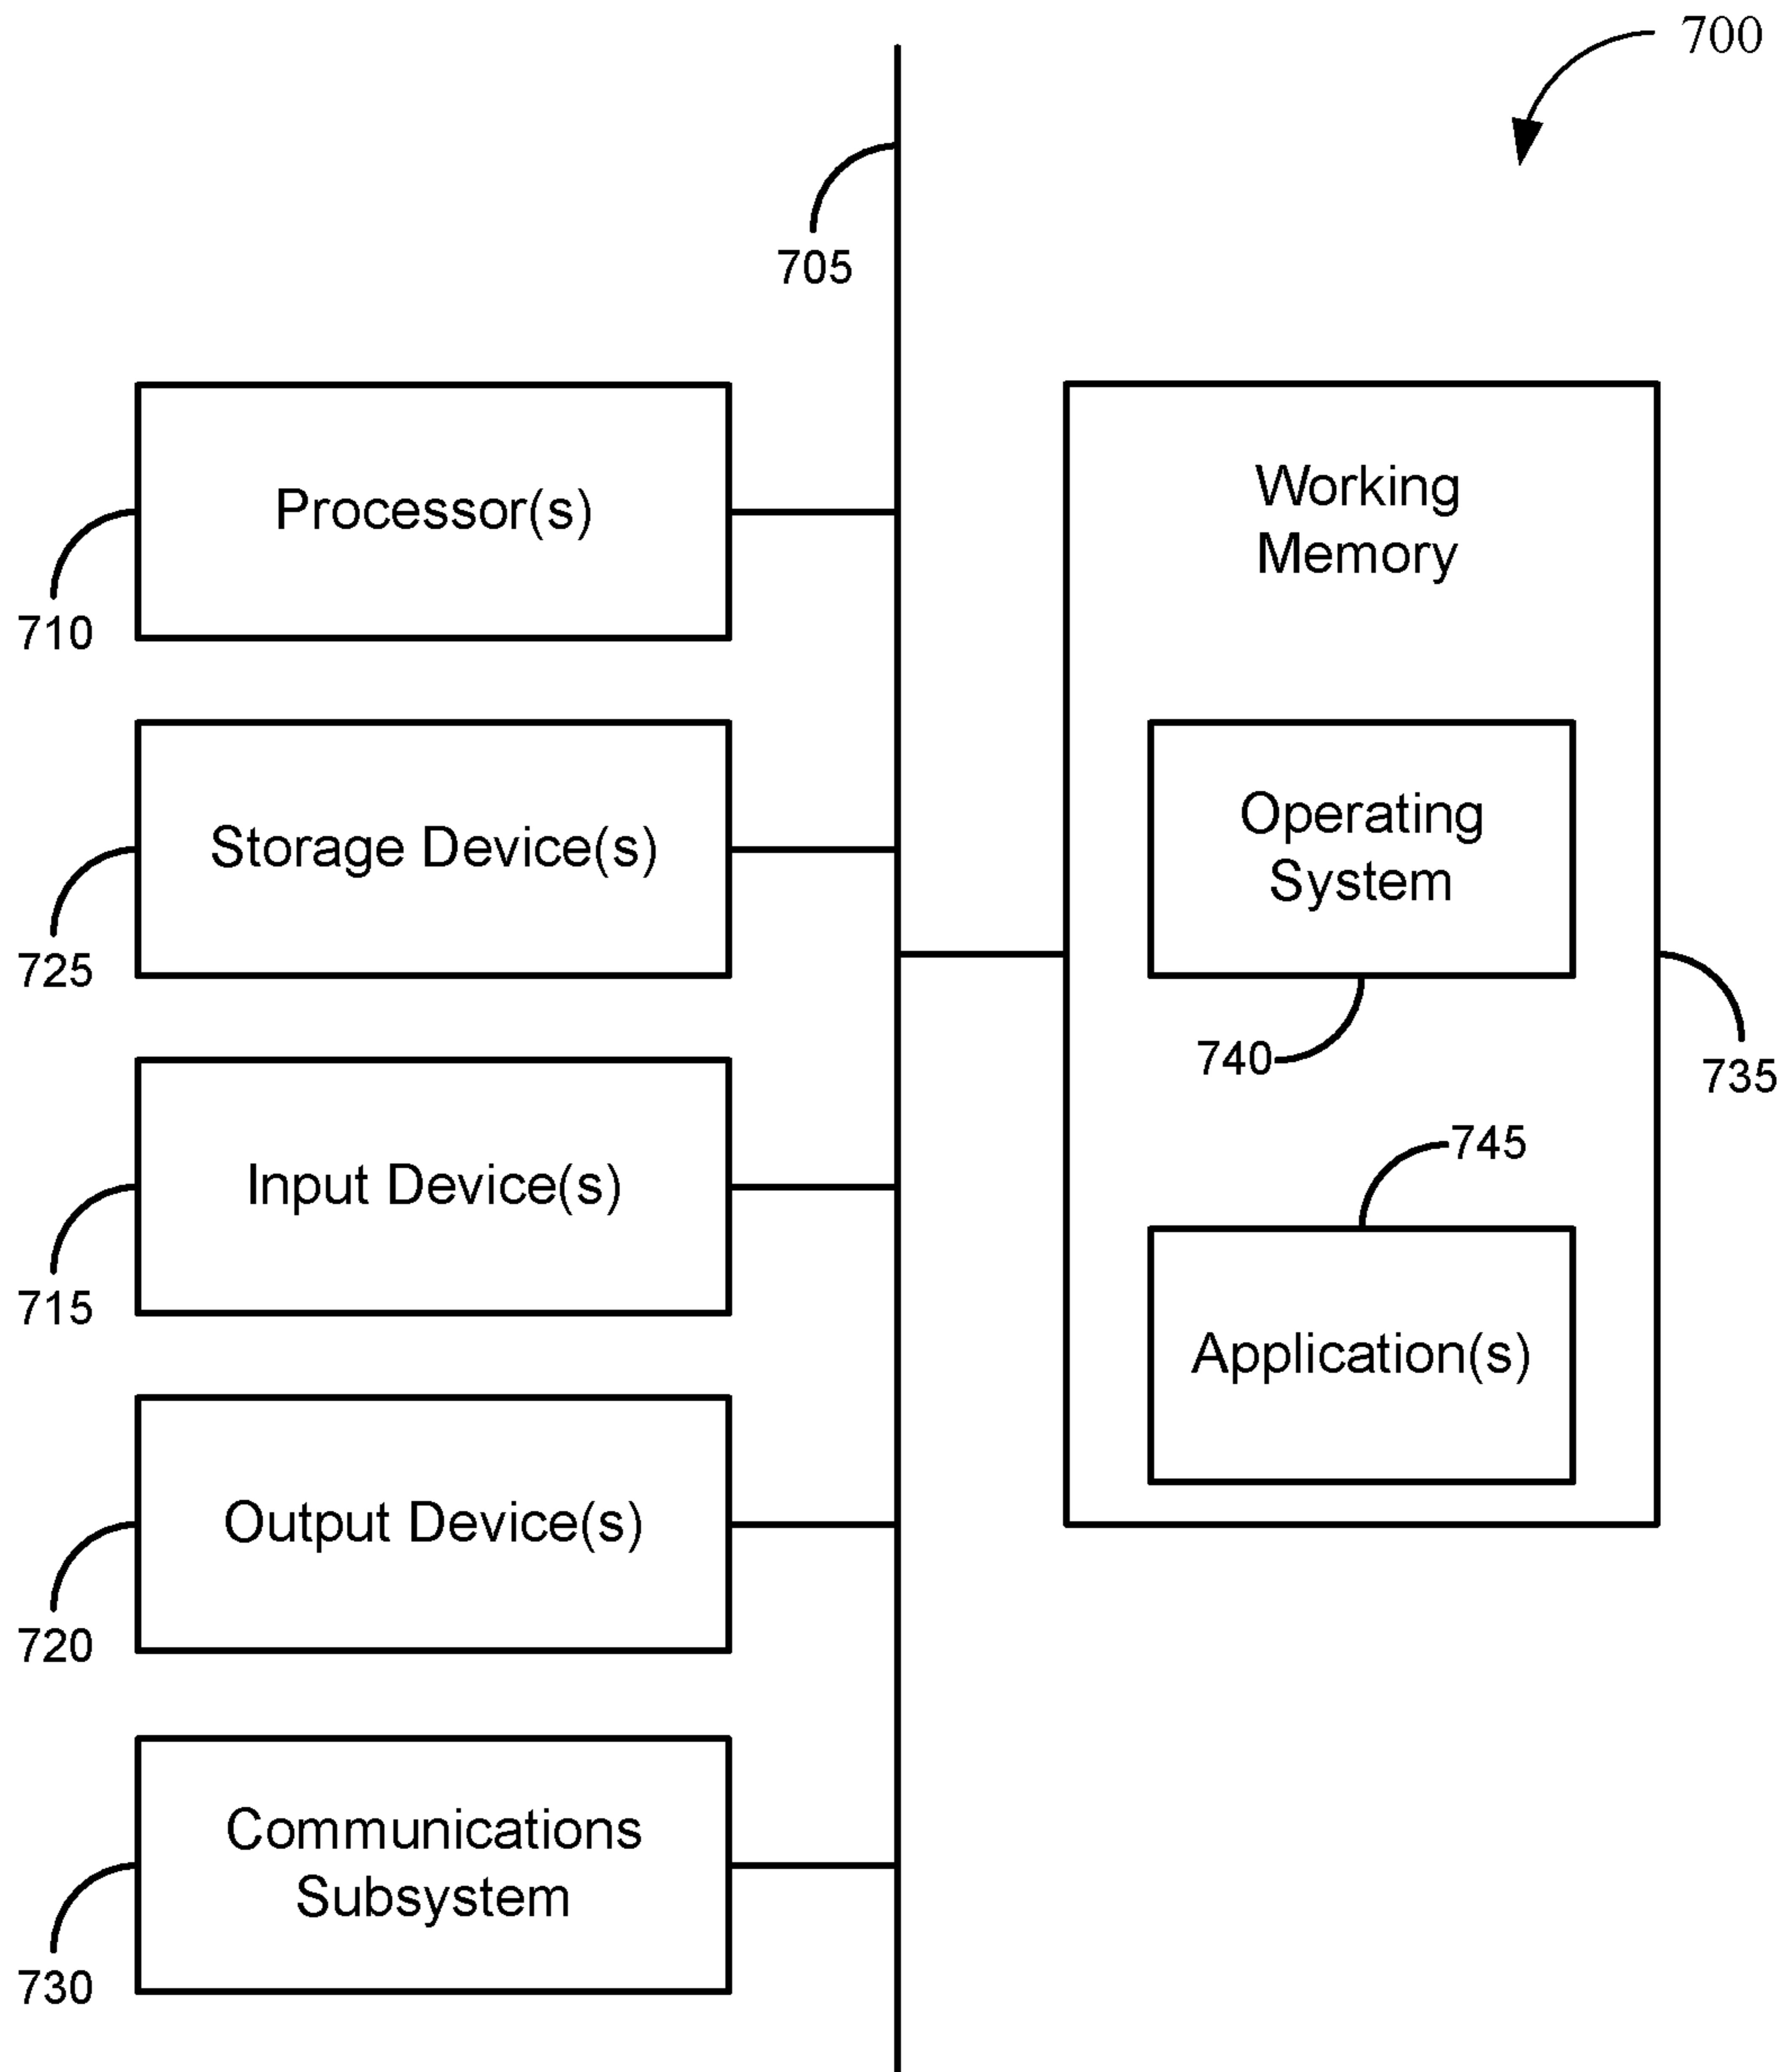 700
705
Processor(s)
710
Storage Device(s)
725
Input Device(s)
715
Output Device(s)
720
Communications
Subsystem
730
Working
Memory
Operating
System
740
735
745
Application(s)